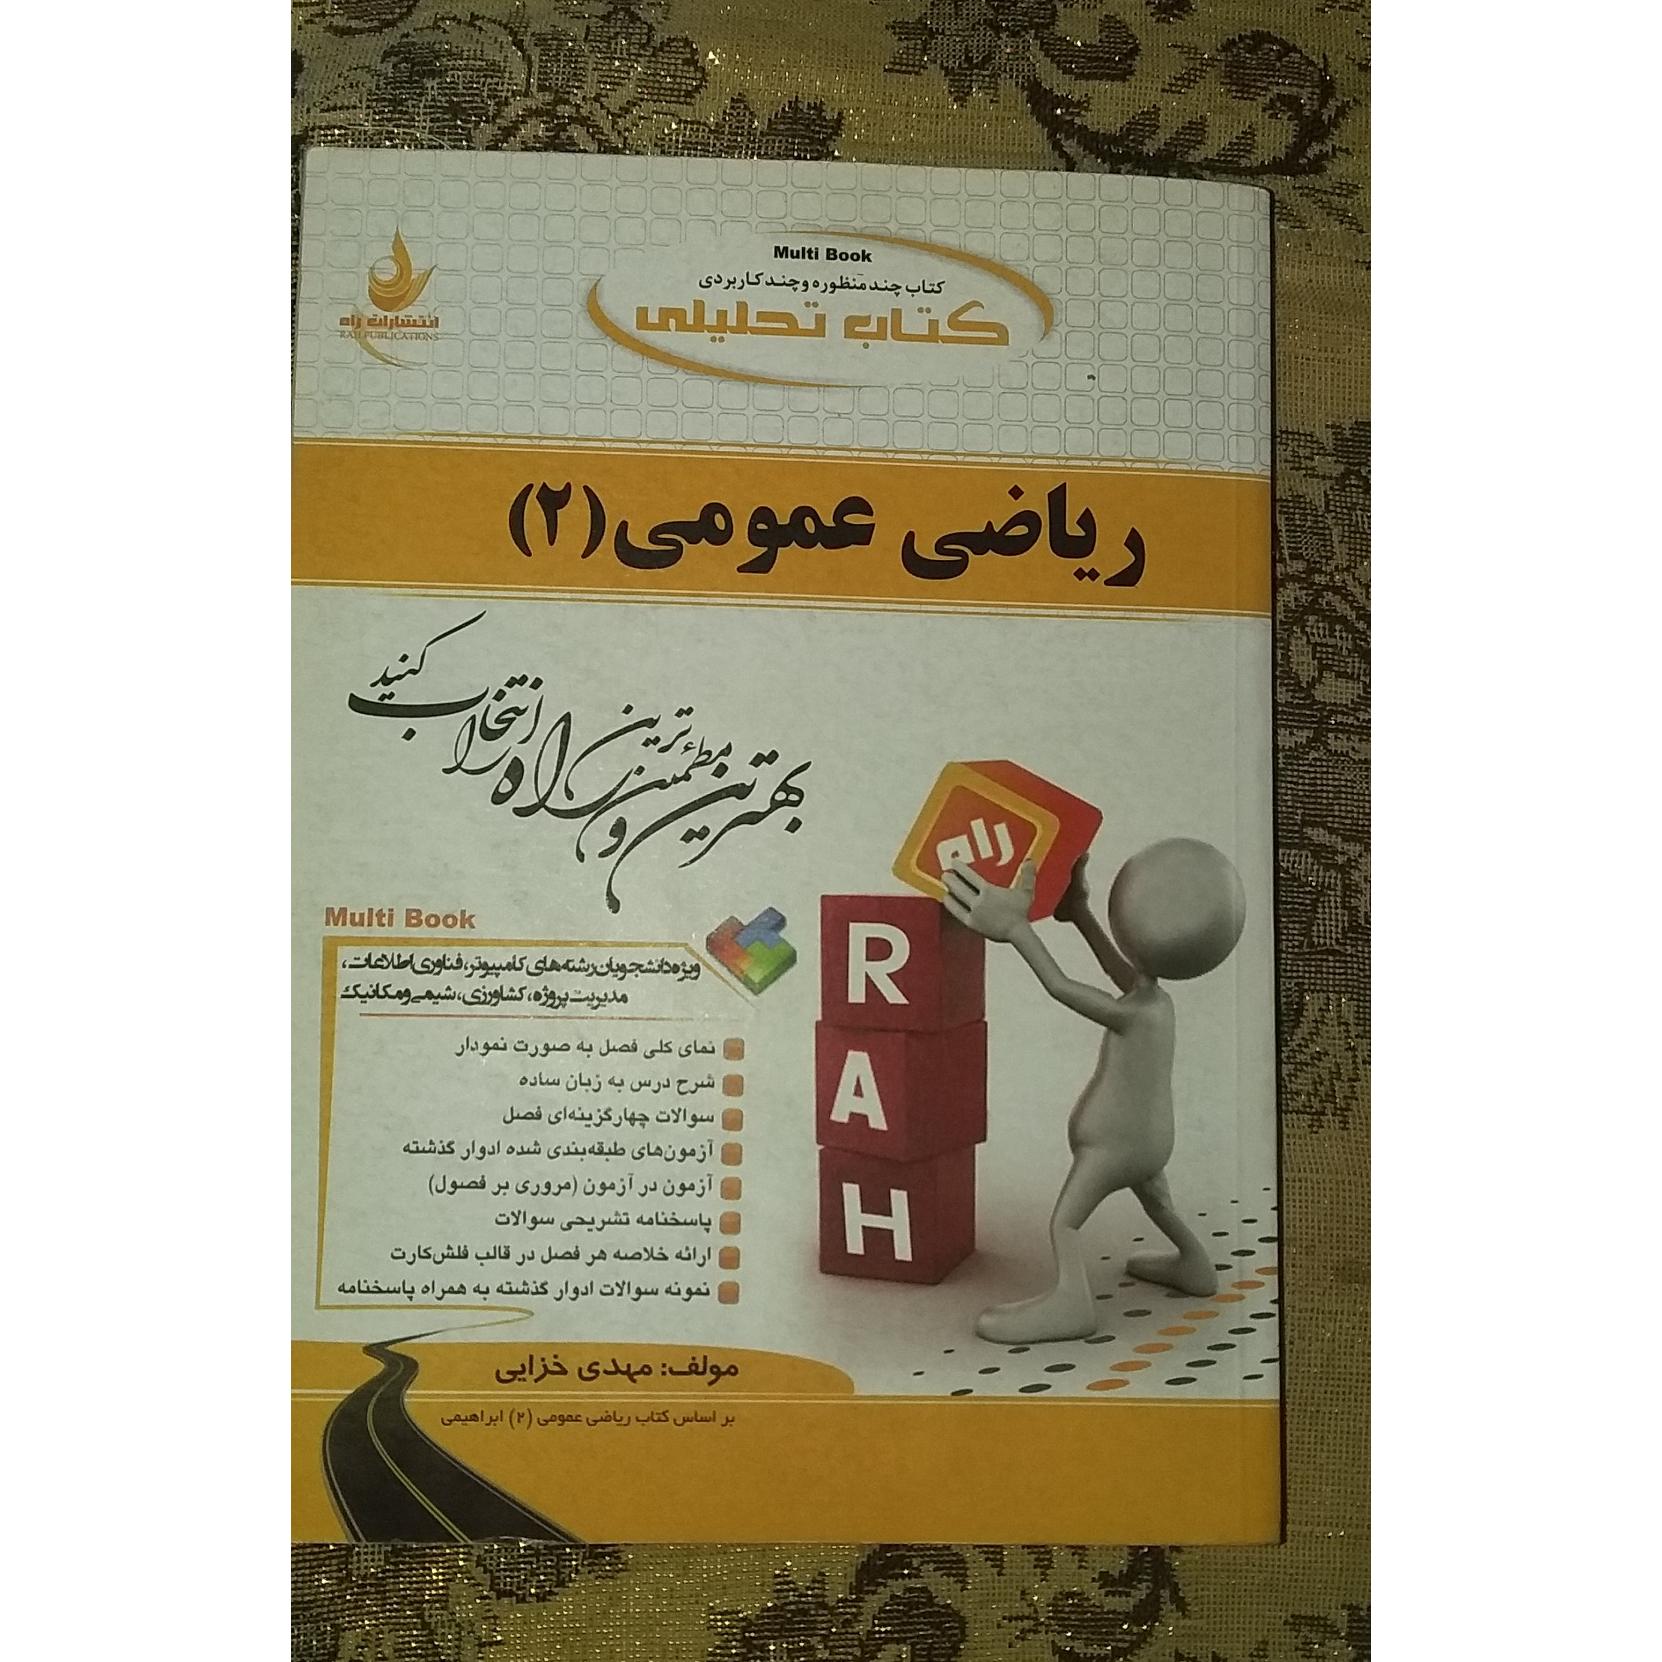 Multi Book
کتاب چند منظوره و چند کاربردی
کتاب تحلیلی
انتشارات راه
RAH PUBLICATIONS
ریاضی عمومی (۲)
بهترین و مطمئن‌ترین راه را انتخاب کنید
راه
R
A
H
Multi Book
ویژه دانشجویان رشته‌های کامپیوتر، فناوری اطلاعات،
مدیریت پروژه، کشاورزی، شیمی و مکانیک
نمای کلی فصل به صورت نمودار
شرح درس به زبان ساده
سوالات چهارگزینه‌ای فصل
آزمون‌های طبقه‌بندی شده ادوار گذشته
آزمون در آزمون (مروری بر فصول)
پاسخنامه تشریحی سوالات
ارائه خلاصه هر فصل در قالب فلش‌کارت
نمونه سوالات ادوار گذشته به همراه پاسخنامه
مولف: مهدی خزایی
بر اساس کتاب ریاضی عمومی (۲) ابراهیمی